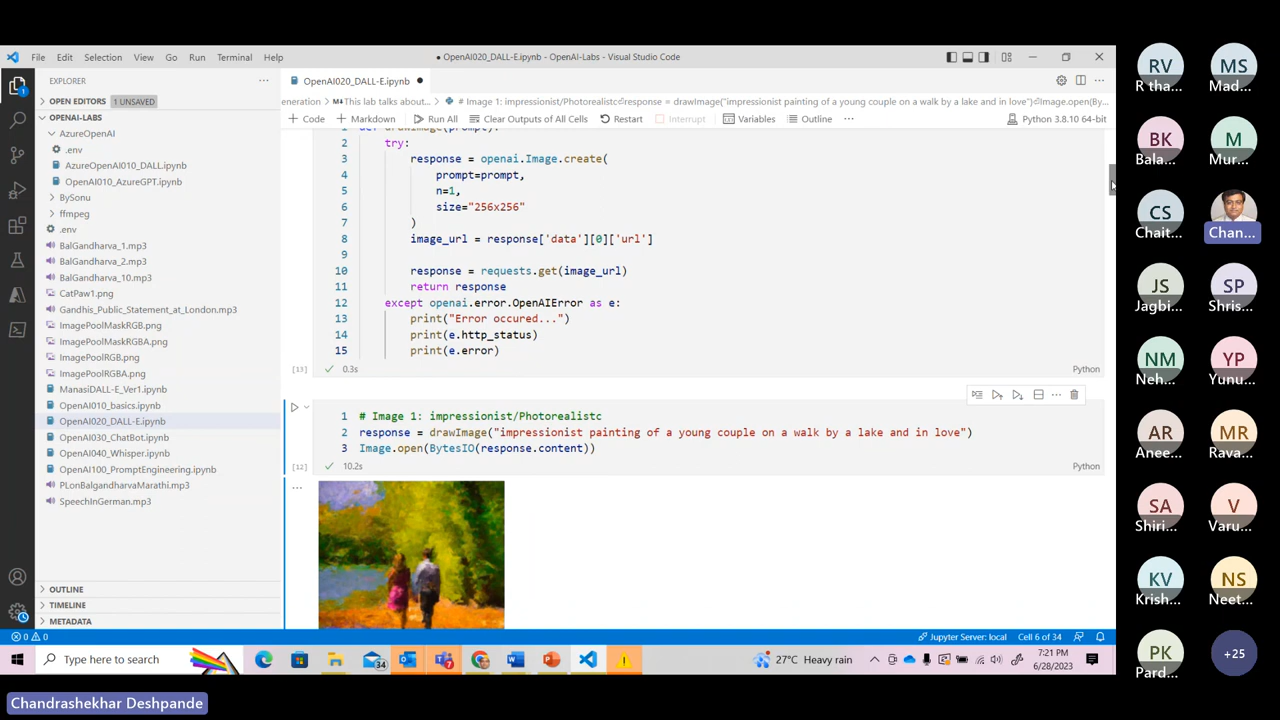 File Edit Selection View Go Run Terminal Help
● OpenAI020_DALL-E.ipynb - OpenAI-Labs - Visual Studio Code
EXPLORER
OPEN EDITORS 1 UNSAVED
OPENAI-LABS
AzureOpenAI
.env
AzureOpenAI010_DALL.ipynb
OpenAI010_AzureGPT.ipynb
BySonu
ffmpeg
.env
BalGandharva_1.mp3
BalGandharva_2.mp3
BalGandharva_10.mp3
CatPaw1.png
Gandhis_Public_Statement_at_London.mp3
ImagePoolMaskRGB.png
ImagePoolMaskRGBA.png
ImagePoolRGB.png
ImagePoolRGBA.png
ManasiDALL-E_Ver1.ipynb
OpenAI010_basics.ipynb
OpenAI020_DALL-E.ipynb
OpenAI030_ChatBot.ipynb
OpenAI040_Whisper.ipynb
OpenAI100_PromptEngineering.ipynb
PLonBalgandharvaMarathi.mp3
SpeechInGerman.mp3
OUTLINE
TIMELINE
METADATA
OpenAI020_DALL-E.ipynb ●
eneration > This lab talks about... > # Image 1: impressionist/Photorealistc⏎response = drawImage("impressionist painting of a young couple on a walk by a lake and in love")⏎Image.open(By...
+ Code + Markdown Run All Clear Outputs of All Cells Restart Interrupt Variables Outline ... Python 3.8.10 64-bit
1 def drawImage(prompt):
2 try:
3 response = openai.Image.create(
4 prompt=prompt,
5 n=1,
6 size="256x256"
7 )
8 image_url = response['data'][0]['url']
9
10 response = requests.get(image_url)
11 return response
12 except openai.error.OpenAIError as e:
13 print("Error occured...")
14 print(e.http_status)
15 print(e.error)
[13] 0.3s Python
1 # Image 1: impressionist/Photorealistc
2 response = drawImage("impressionist painting of a young couple on a walk by a lake and in love")
3 Image.open(BytesIO(response.content))
[12] 10.2s Python
0 0 Jupyter Server: local Cell 6 of 34
Type here to search 34 27°C Heavy rain 7:21 PM
6/28/2023
Chandrashekhar Deshpande
RV MS
R tha... Mad...
BK M
Bala... Mur...
CS
Chait... Chan...
JS SP
Jagbi... Shris...
NM YP
Neh... Yunu...
AR MR
Anee... Rava...
SA V
Shiri... Varu...
KV NS
Krish... Neet...
PK +25
Pard...